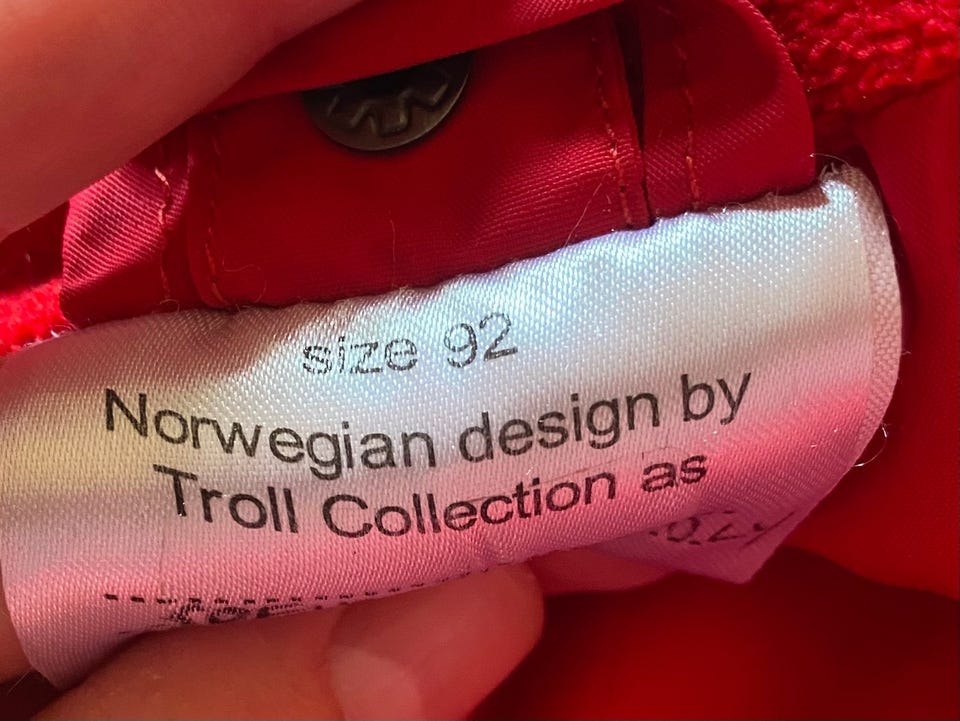 size 92
Norwegian design by
Troll Collection as